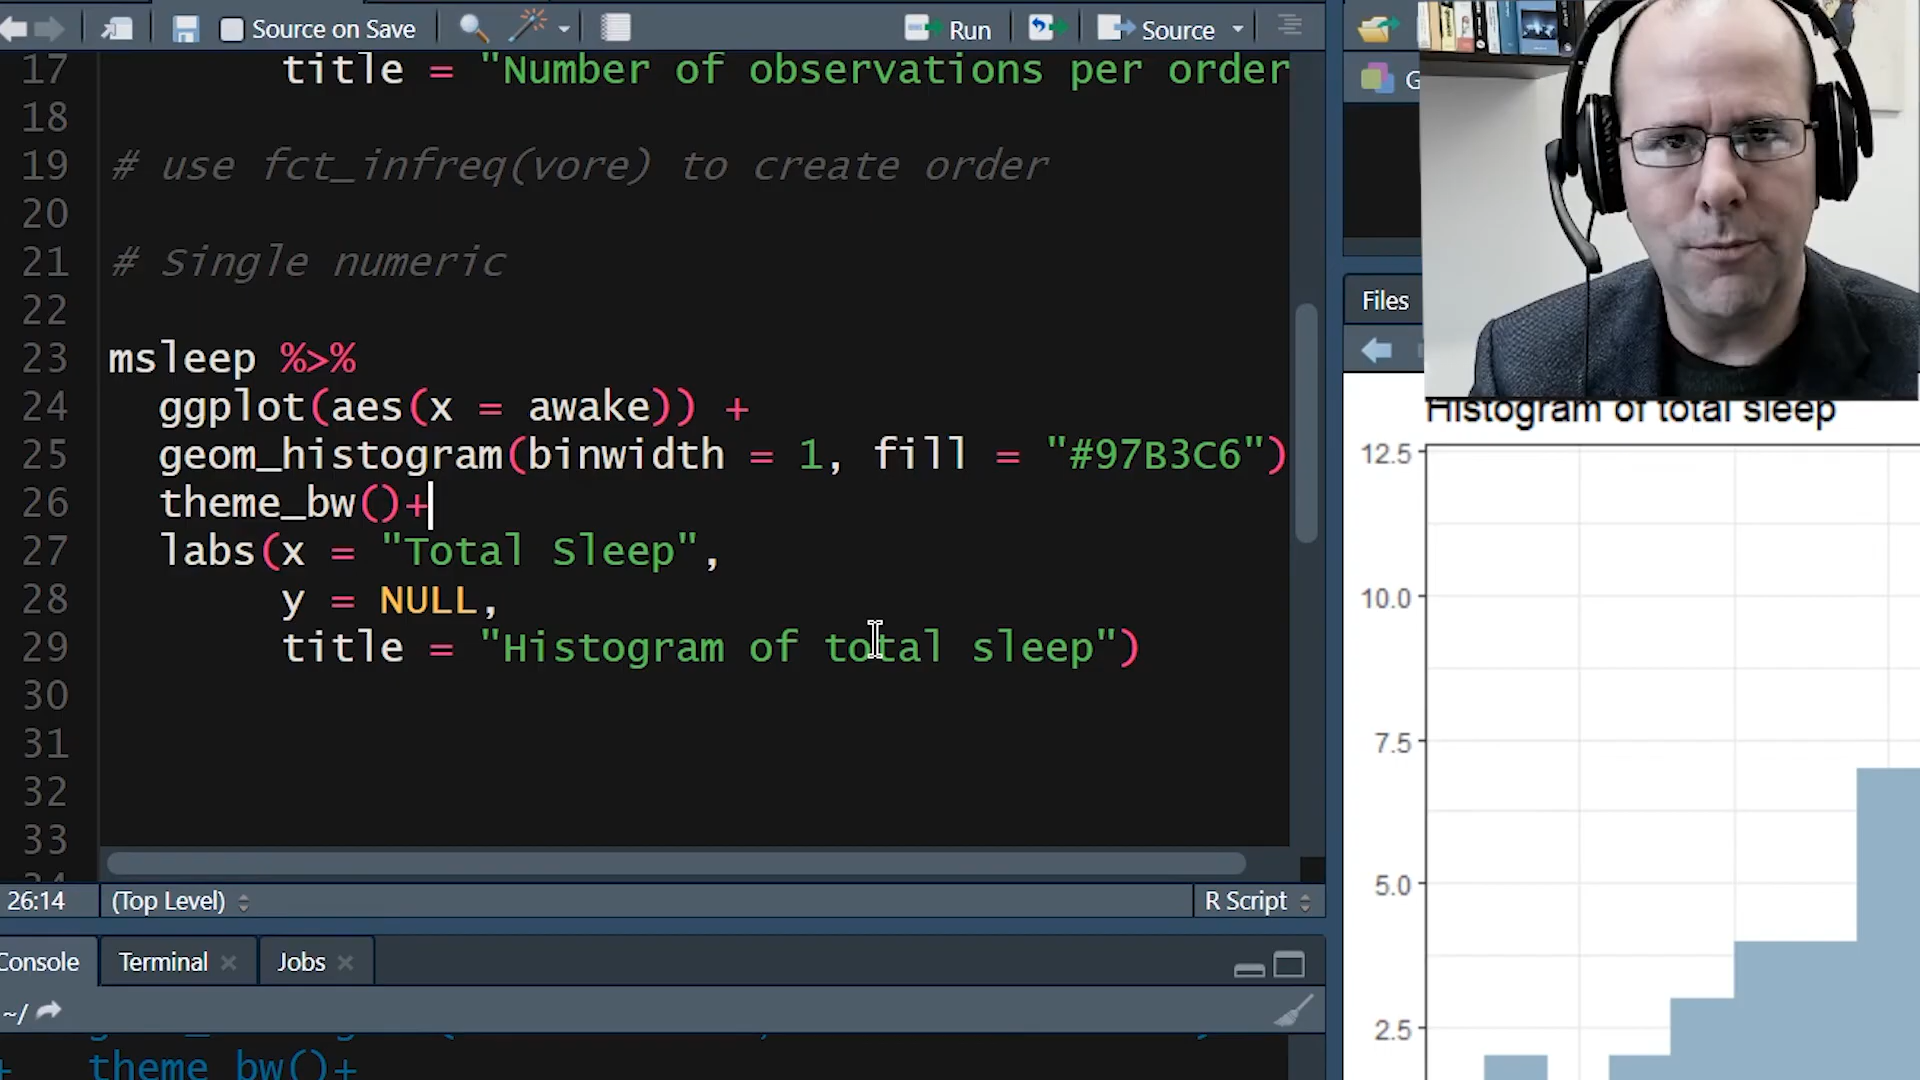 Source on Save
Run
Source
17 title = "Number of observations per order
18
19 # use fct_infreq(vore) to create order
20
21 # Single numeric
22
23 msleep %>%
24 ggplot(aes(x = awake)) +
25 geom_histogram(binwidth = 1, fill = "#97B3C6")
26 theme_bw()+
27 labs(x = "Total Sleep",
28 y = NULL,
29 title = "Histogram of total sleep")
30
31
32
33
26:14 (Top Level) R Script
Console Terminal Jobs
~/
+ theme_bw()+
G
Files
Histogram of total sleep
12.5
10.0
7.5
5.0
2.5